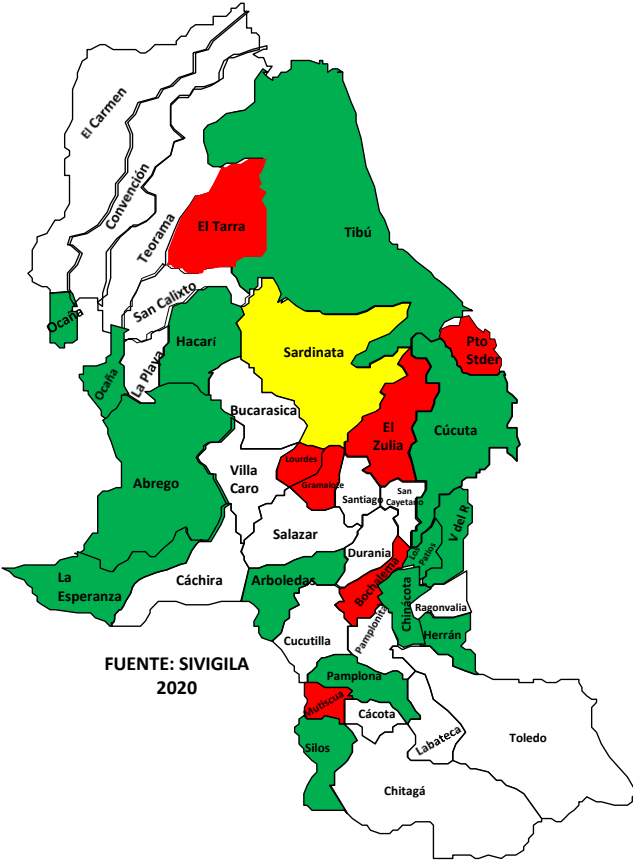 El Carmen
Convención
Teorama
El Tarra
Tibú
San Calixto
Ocaña
Hacarí
Sardinata
Pto
Stder
La Playa
Ocaña
Bucarasica
El
Zulia
Cúcuta
Abrego
Villa
Caro
Lourdes
Gramalote
Santiago
San
Cayetano
Salazar
Durania
Los
Patios
V del R
La
Esperanza
Cáchira
Arboledas
Bochalema
Chinácota
Ragonvalia
Herrán
Cucutilla
Pamplonita
FUENTE: SIVIGILA
2020
Pamplona
Mutiscua
Cácota
Labateca
Toledo
Silos
Chitagá